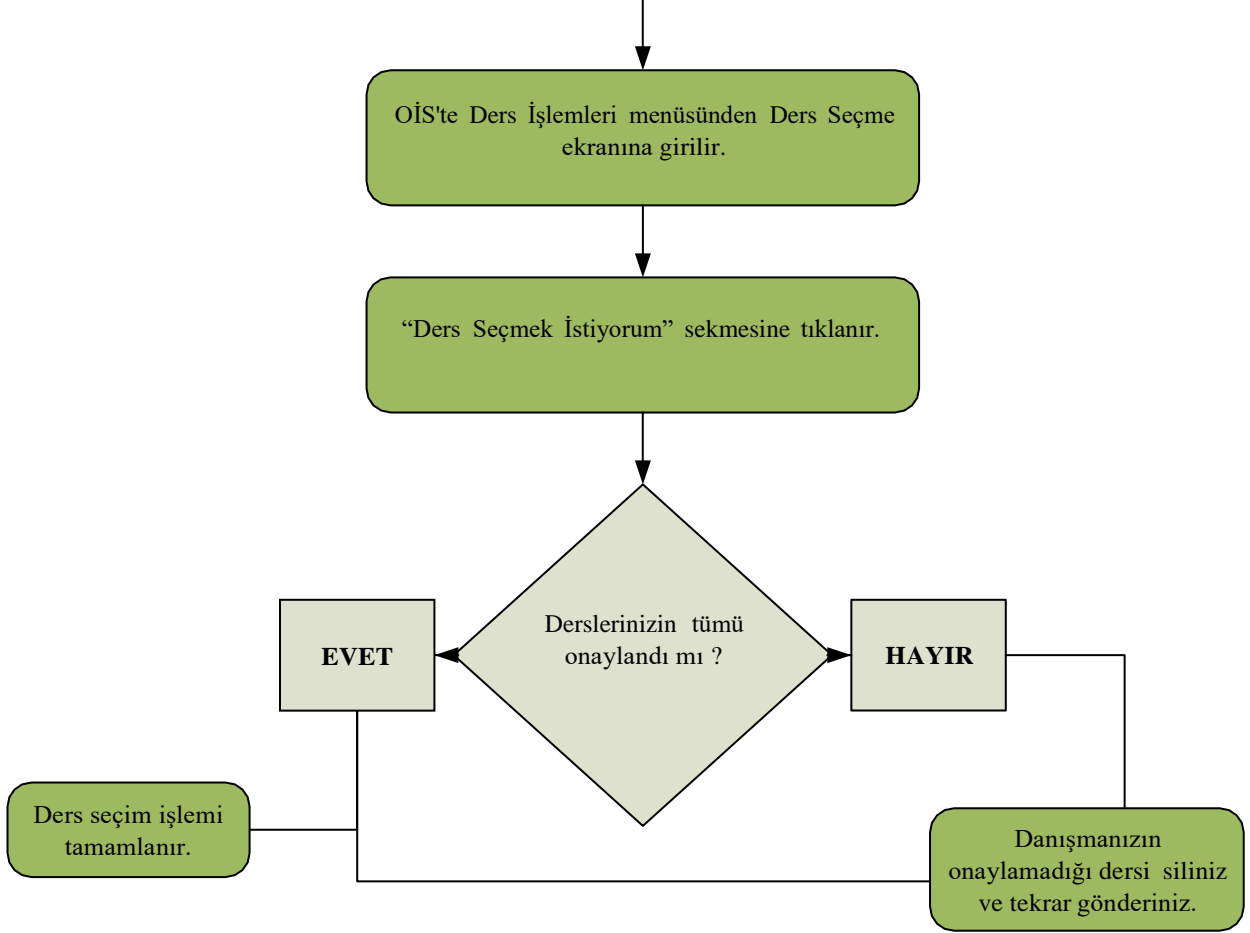 OİS'te Ders İşlemleri menüsünden Ders Seçme
ekranına girilir.
“Ders Seçmek İstiyorum” sekmesine tıklanır.
Derslerinizin tümü
onaylandı mı ?
EVET
HAYIR
Ders seçim işlemi
tamamlanır.
Danışmanızın
onaylamadığı dersi siliniz
ve tekrar gönderiniz.